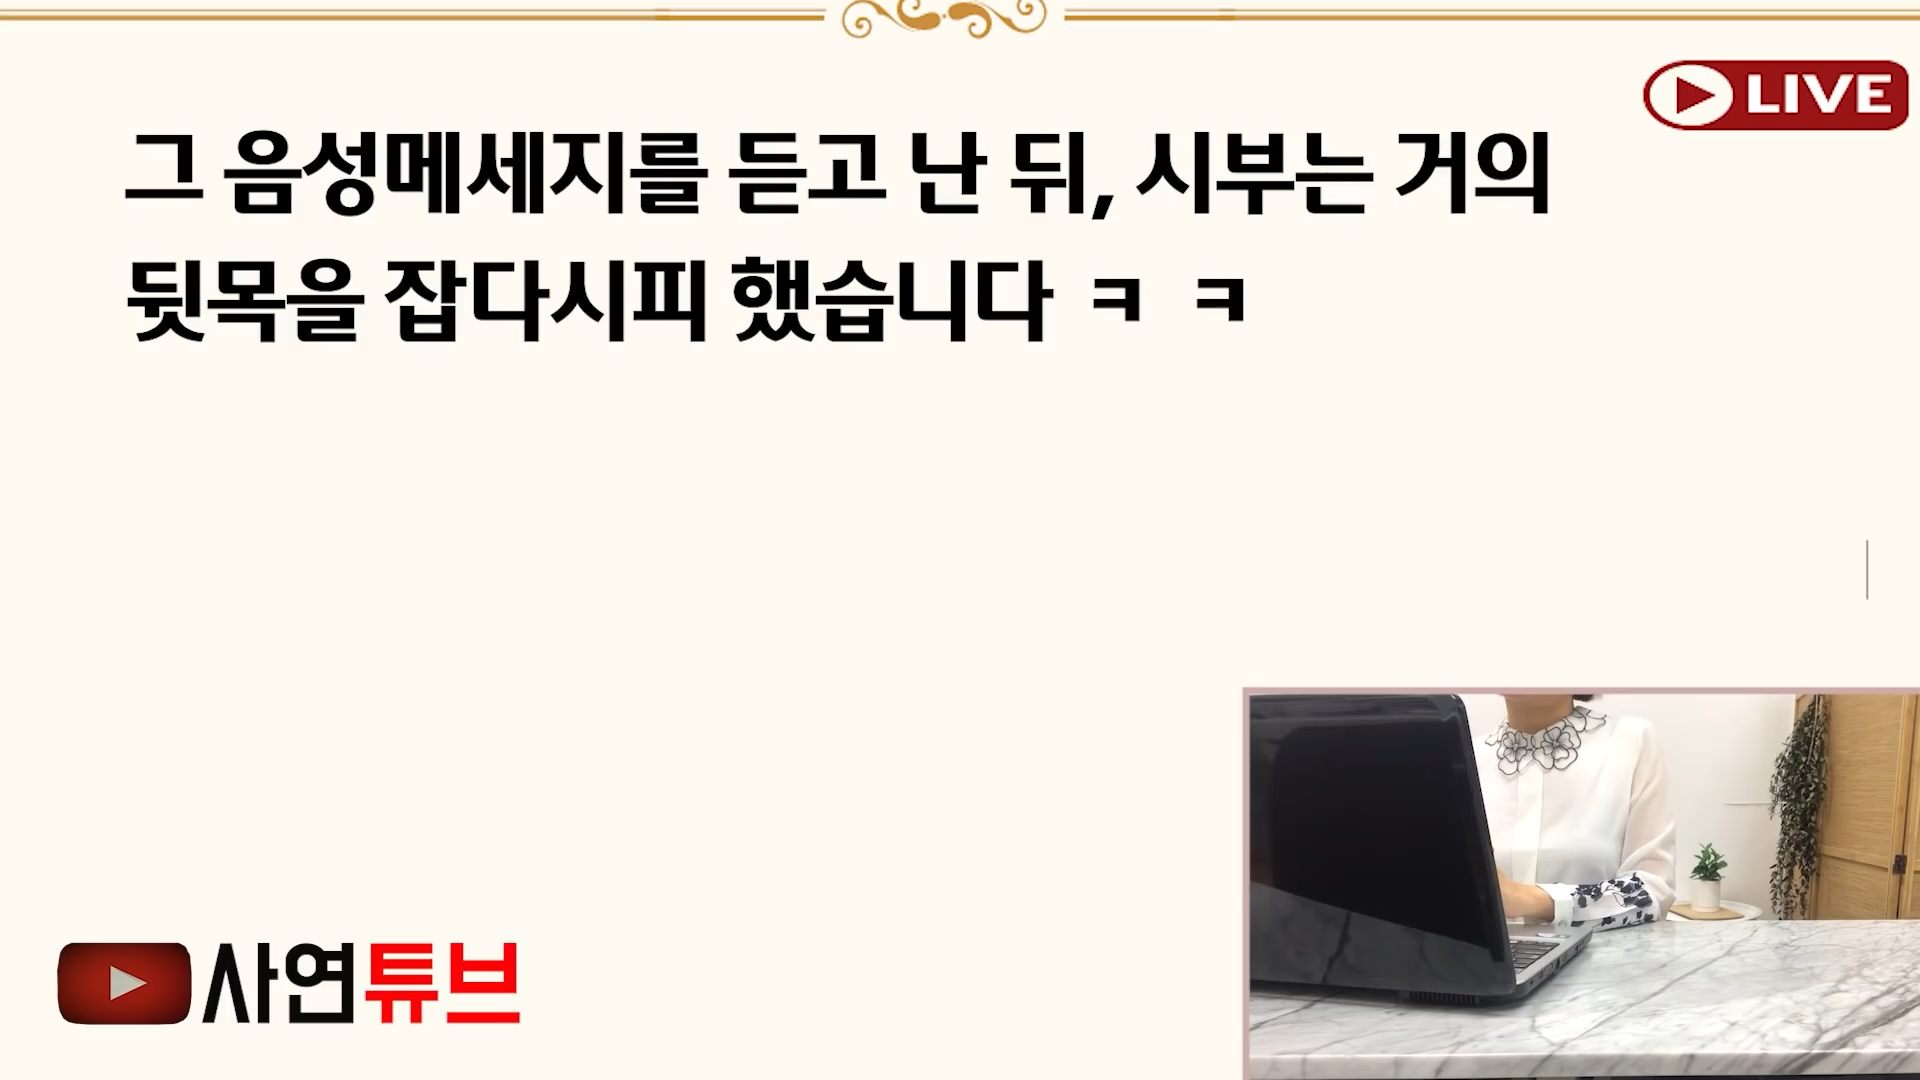 LIVE
그 음성메세지를 듣고 난 뒤, 시부는 거의
뒷목을 잡다시피 했습니다 ㅋ ㅋ
사연튜브